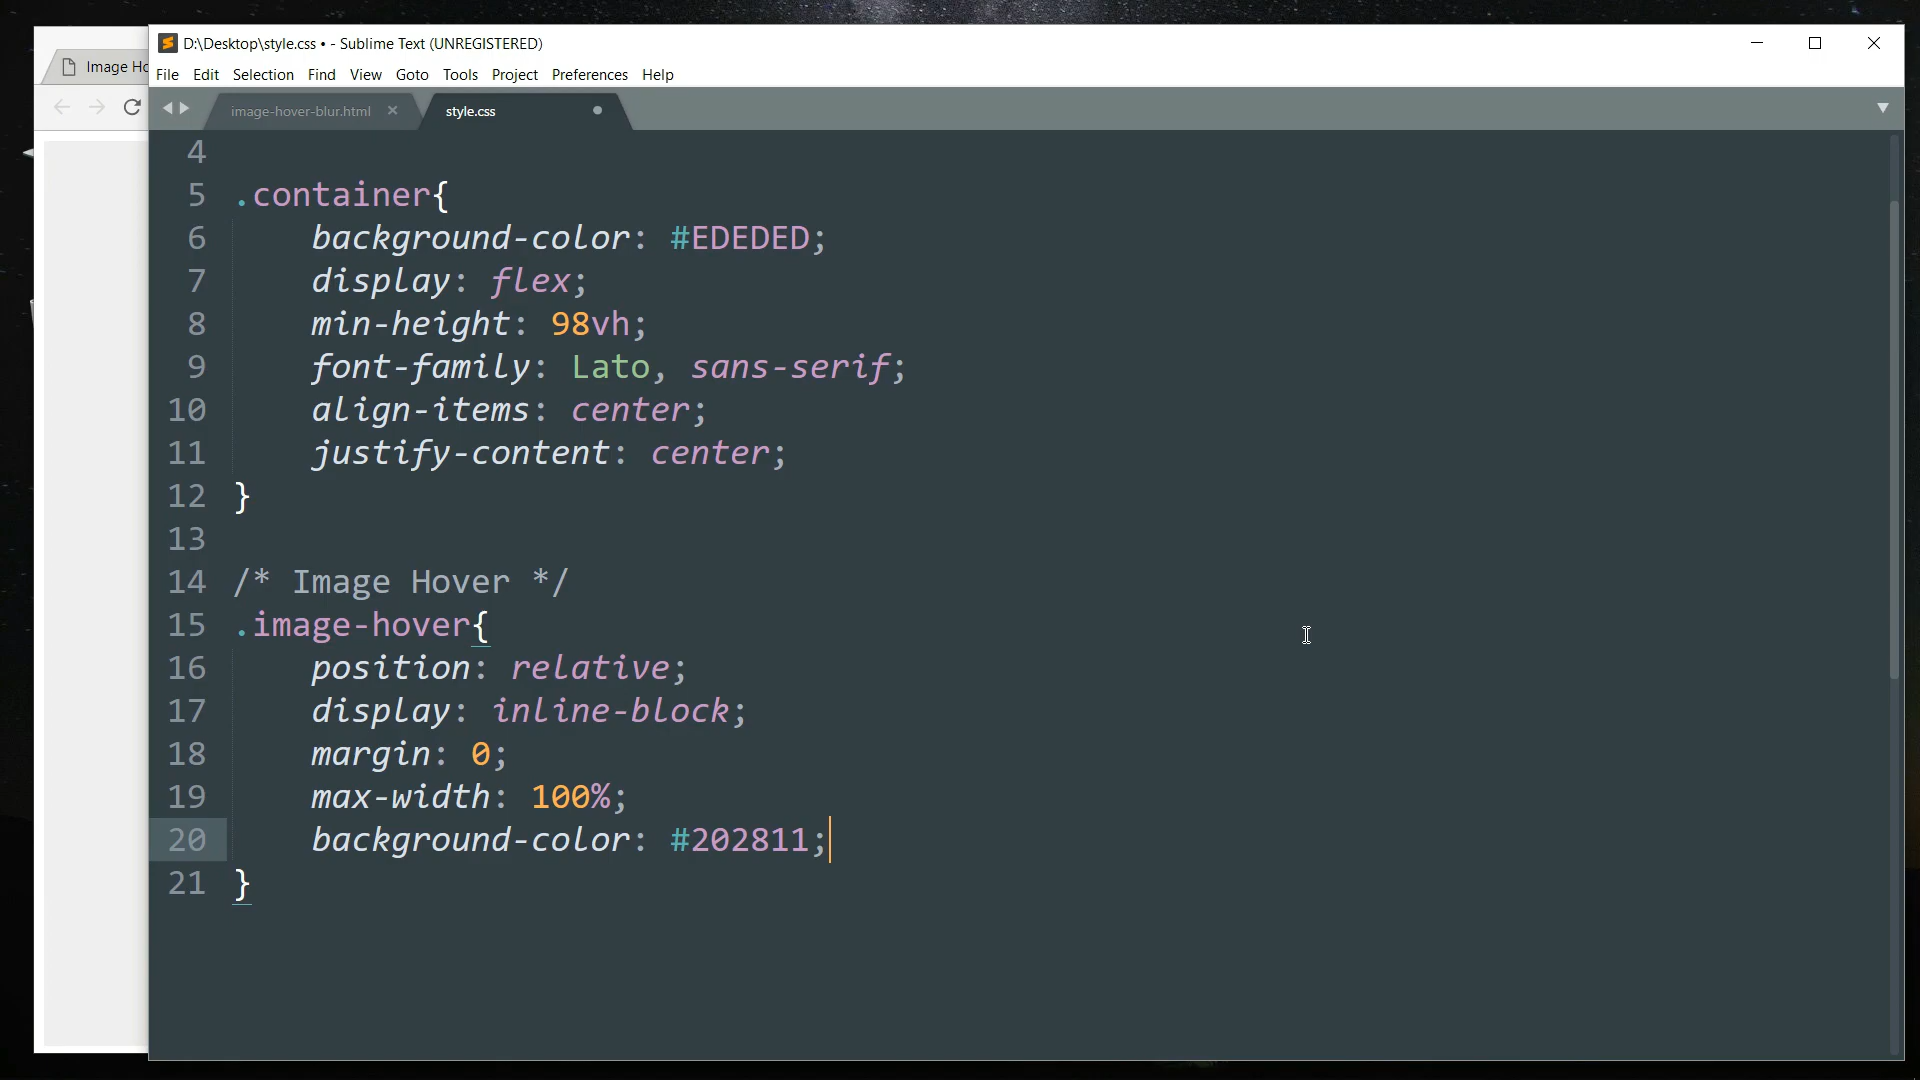 D:\Desktop\style.css • - Sublime Text (UNREGISTERED)
Image Ho
File Edit Selection Find View Goto Tools Project Preferences Help
image-hover-blur.html × style.css
4
5 .container{
6 background-color: #EDEDED;
7 display: flex;
8 min-height: 98vh;
9 font-family: Lato, sans-serif;
10 align-items: center;
11 justify-content: center;
12 }
13
14 /* Image Hover */
15 .image-hover{
16 position: relative;
17 display: inline-block;
18 margin: 0;
19 max-width: 100%;
20 background-color: #202811;
21 }